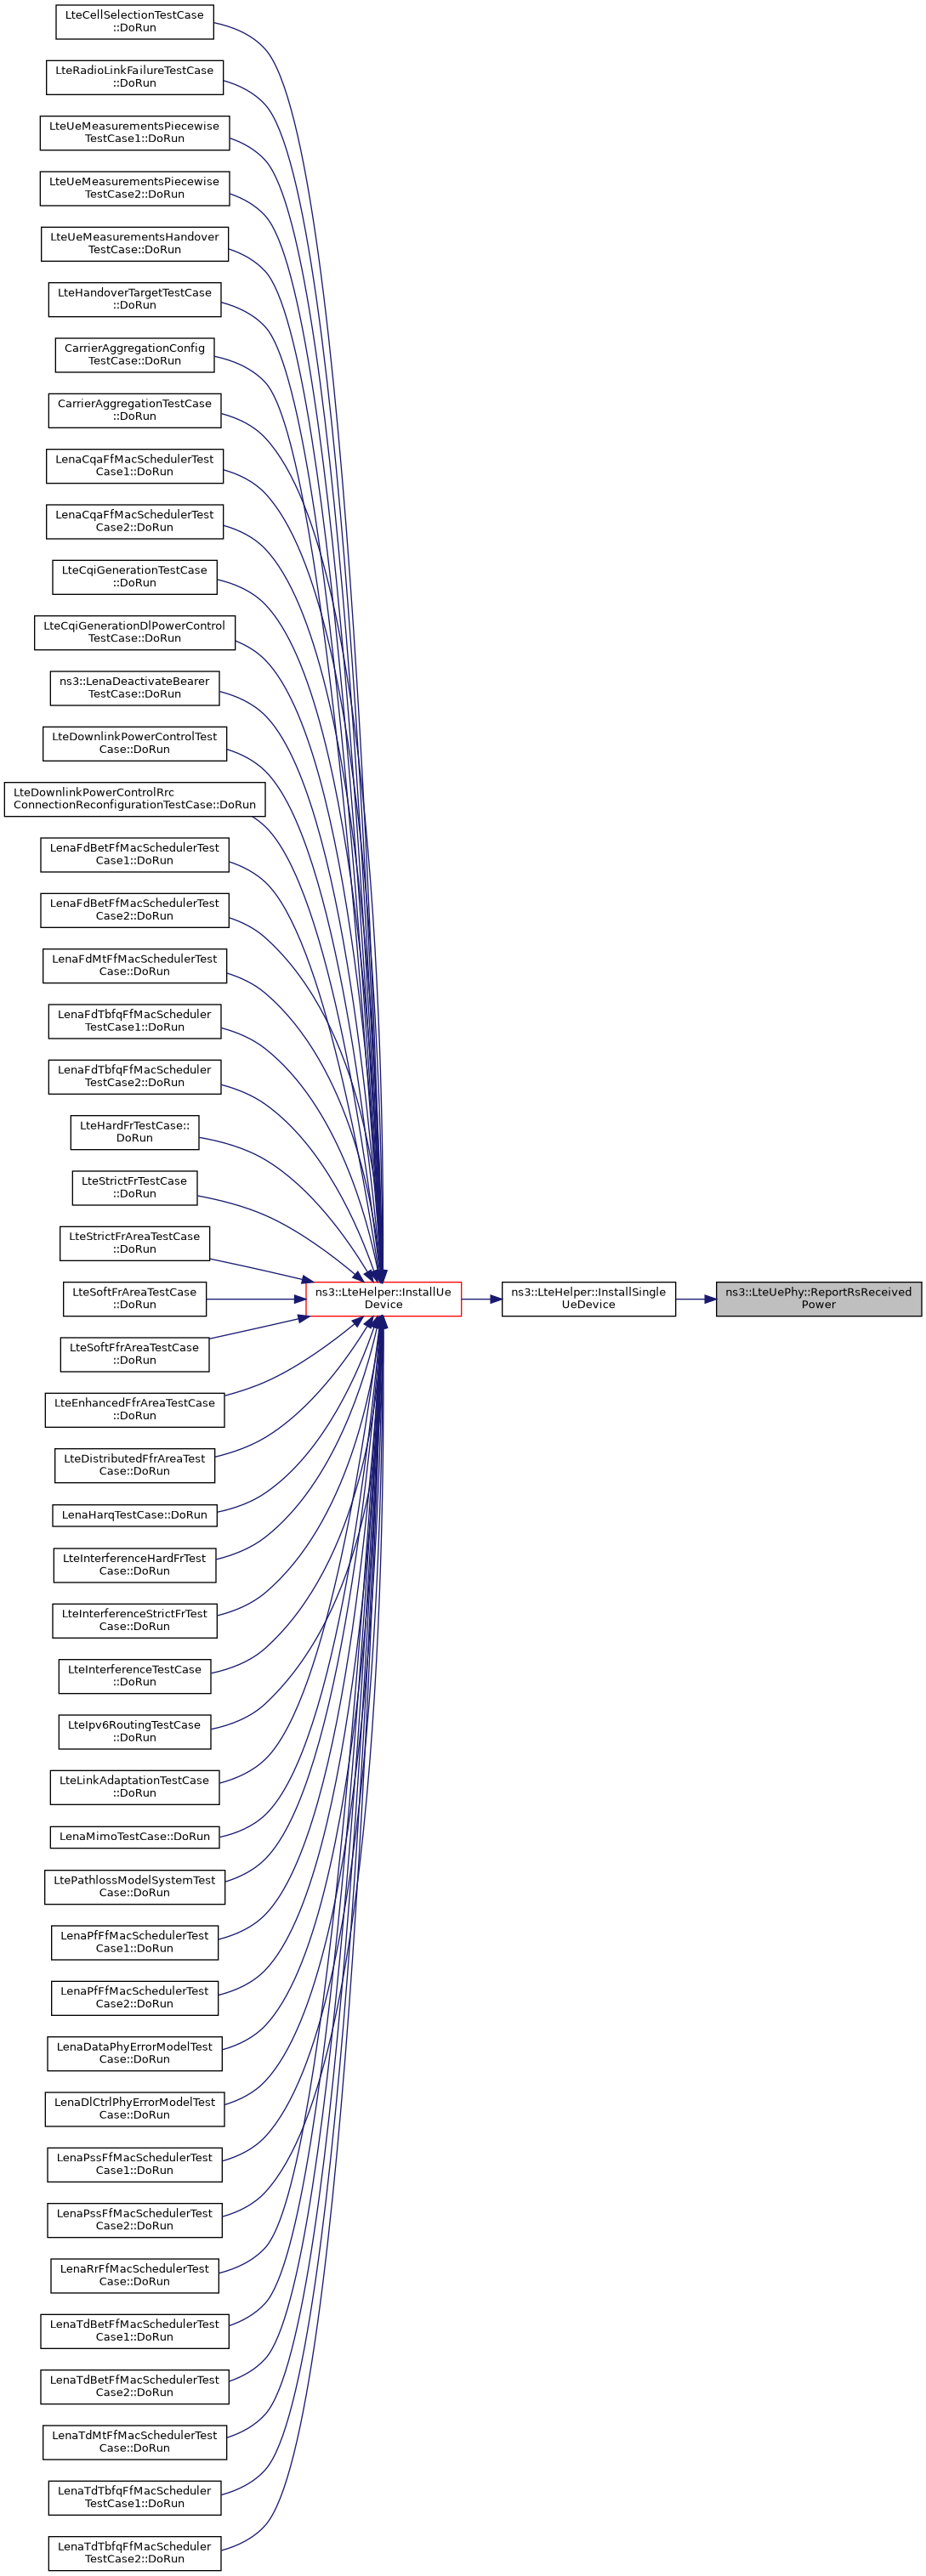 LteCellSelectionTestCase
::DoRun
LteRadioLinkFailureTestCase
::DoRun
LteUeMeasurementsPiecewise
TestCase1::DoRun
LteUeMeasurementsPiecewise
TestCase2::DoRun
LteUeMeasurementsHandover
TestCase::DoRun
LteHandoverTargetTestCase
::DoRun
CarrierAggregationConfig
TestCase::DoRun
CarrierAggregationTestCase
::DoRun
LenaCqaFfMacSchedulerTest
Case1::DoRun
LenaCqaFfMacSchedulerTest
Case2::DoRun
LteCqiGenerationTestCase
::DoRun
LteCqiGenerationDlPowerControl
TestCase::DoRun
ns3::LenaDeactivateBearer
TestCase::DoRun
LteDownlinkPowerControlTest
Case::DoRun
LteDownlinkPowerControlRrc
ConnectionReconfigurationTestCase::DoRun
LenaFdBetFfMacSchedulerTest
Case1::DoRun
LenaFdBetFfMacSchedulerTest
Case2::DoRun
LenaFdMtFfMacSchedulerTest
Case::DoRun
LenaFdTbfqFfMacScheduler
TestCase1::DoRun
LenaFdTbfqFfMacScheduler
TestCase2::DoRun
LteHardFrTestCase::
DoRun
LteStrictFrTestCase
::DoRun
LteStrictFrAreaTestCase
::DoRun
LteSoftFrAreaTestCase
::DoRun
ns3::LteHelper::InstallUe
Device
ns3::LteHelper::InstallSingle
UeDevice
ns3::LteUePhy::ReportRsReceived
Power
LteSoftFfrAreaTestCase
::DoRun
LteEnhancedFfrAreaTestCase
::DoRun
LteDistributedFfrAreaTest
Case::DoRun
LenaHarqTestCase::DoRun
LteInterferenceHardFrTest
Case::DoRun
LteInterferenceStrictFrTest
Case::DoRun
LteInterferenceTestCase
::DoRun
LteIpv6RoutingTestCase
::DoRun
LteLinkAdaptationTestCase
::DoRun
LenaMimoTestCase::DoRun
LtePathlossModelSystemTest
Case::DoRun
LenaPfFfMacSchedulerTest
Case1::DoRun
LenaPfFfMacSchedulerTest
Case2::DoRun
LenaDataPhyErrorModelTest
Case::DoRun
LenaDlCtrlPhyErrorModelTest
Case::DoRun
LenaPssFfMacSchedulerTest
Case1::DoRun
LenaPssFfMacSchedulerTest
Case2::DoRun
LenaRrFfMacSchedulerTest
Case::DoRun
LenaTdBetFfMacSchedulerTest
Case1::DoRun
LenaTdBetFfMacSchedulerTest
Case2::DoRun
LenaTdMtFfMacSchedulerTest
Case::DoRun
LenaTdTbfqFfMacScheduler
TestCase1::DoRun
LenaTdTbfqFfMacScheduler
TestCase2::DoRun